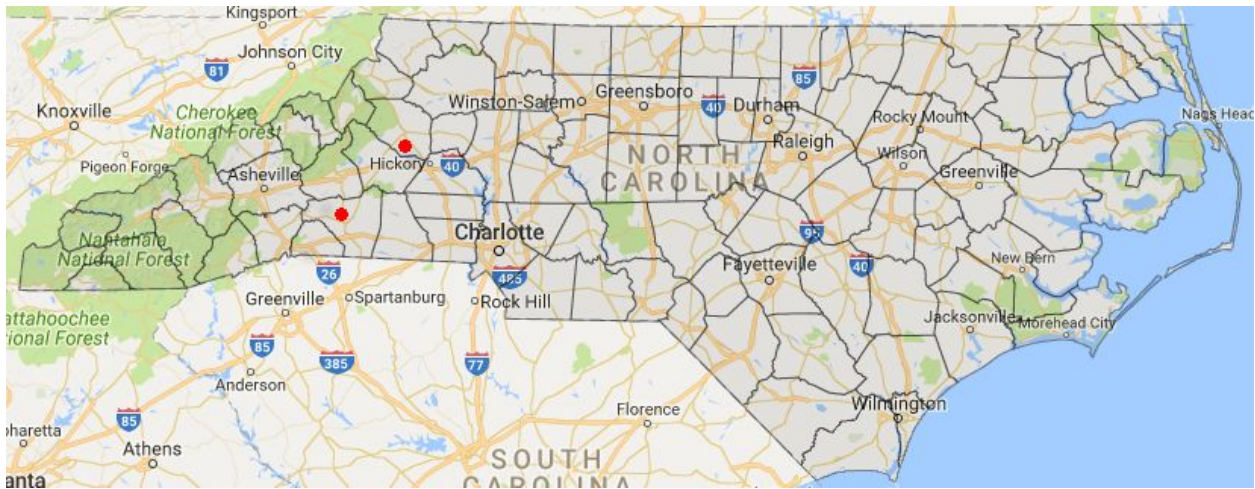 Kingsport
Johnson City
81
Knoxville
Cherokee
National Forest
Winston-Salem
Greensboro
40
Durham
85
Raleigh
Rocky Mount
Nags Head
Pigeon Forge
Asheville
Hickory
40
NORTH
CAROLINA
Wilson
Greenville
Nantahala
National Forest
Charlotte
26
485
95
Fayetteville
40
New Bern
Greenville
Spartanburg
Rock Hill
Jacksonville
Morehead City
attahoochee
ional Forest
85
385
77
Anderson
85
Florence
Wilmington
pharetta
Athens
SOUTH
CAROLINA
anta